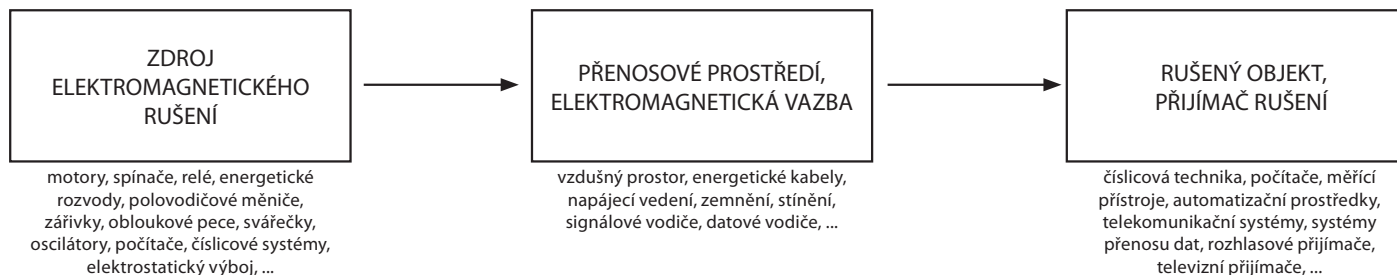 ZDROJ
ELEKTROMAGNETICKÉHO
RUŠENÍ
motory, spínače, relé, energetické
rozvody, polovodičové měniče,
zářivky, obloukové pece, svářečky,
oscilátory, počítače, číslicové systémy,
elektrostatický výboj, ...
PŘENOSOVÉ PROSTŘEDÍ,
ELEKTROMAGNETICKÁ VAZBA
vzdušný prostor, energetické kabely,
napájecí vedení, zemnění, stínění,
signálové vodiče, datové vodiče, ...
RUŠENÝ OBJEKT,
PŘIJÍMAČ RUŠENÍ
číslicová technika, počítače, měřící
přístroje, automatizační prostředky,
telekomunikační systémy, systémy
přenosu dat, rozhlasové přijímače,
televizní přijímače, ...